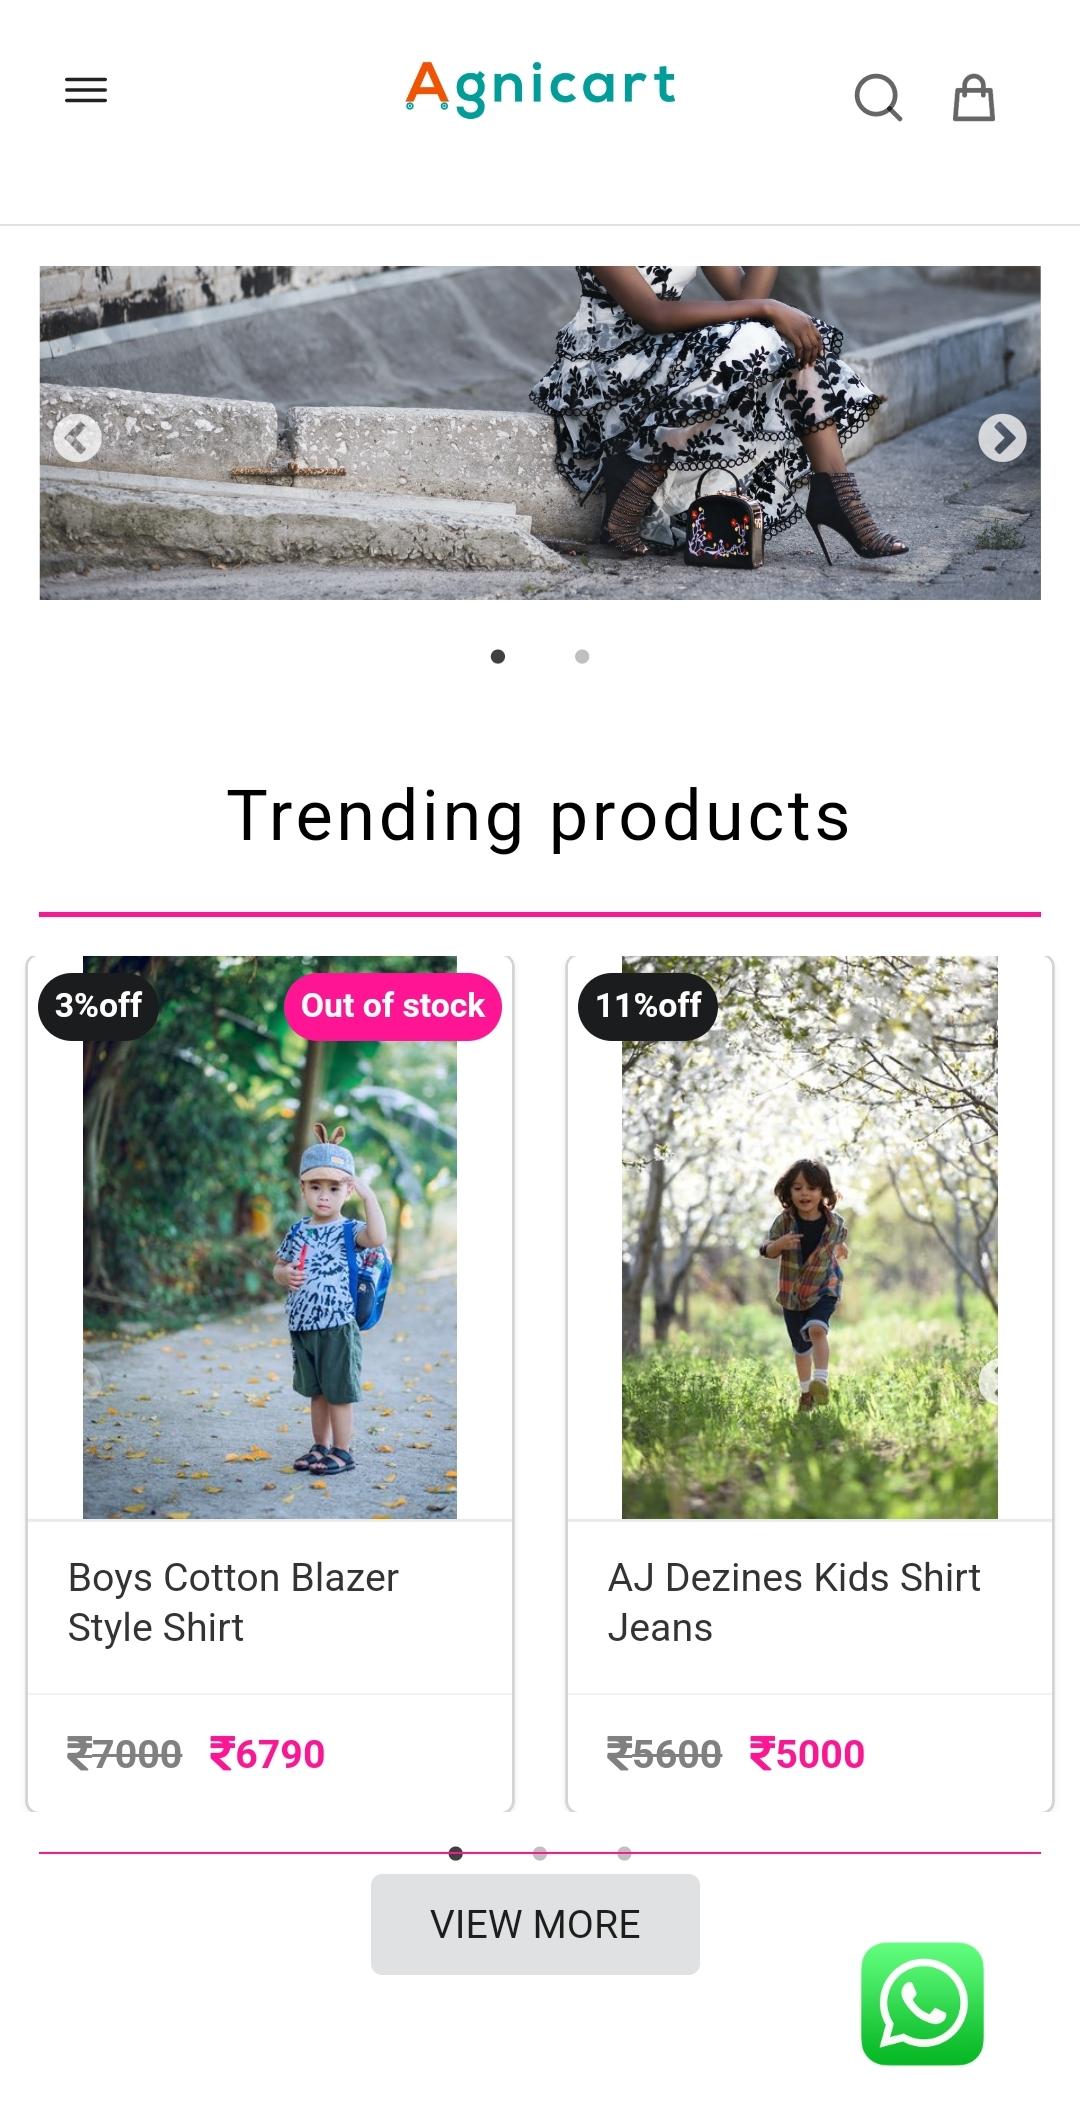 Agnicart
Trending products
3%off
Out of stock
11%off
Boys Cotton Blazer
Style Shirt
AJ Dezines Kids Shirt
Jeans
₹7000 ₹6790
₹5600 ₹5000
VIEW MORE